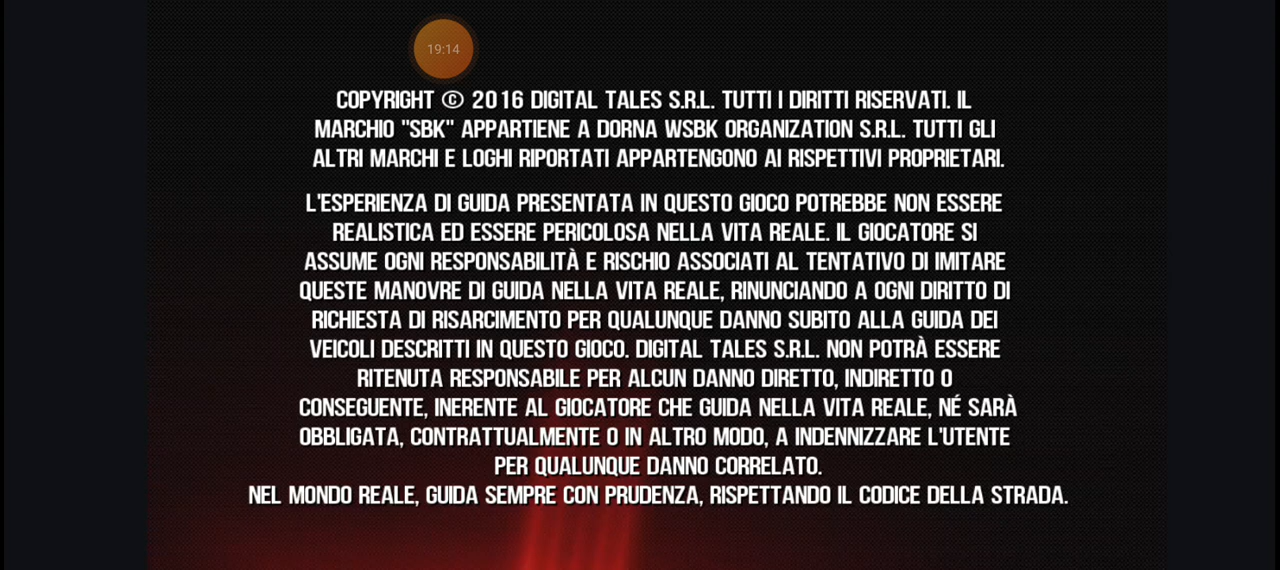 19:14
COPYRIGHT © 2016 DIGITAL TALES S.R.L. TUTTI I DIRITTI RISERVATI. IL
MARCHIO "SBK" APPARTIENE A DORNA WSBK ORGANIZATION S.R.L. TUTTI GLI
ALTRI MARCHI E LOGHI RIPORTATI APPARTENGONO AI RISPETTIVI PROPRIETARI.
L'ESPERIENZA DI GUIDA PRESENTATA IN QUESTO GIOCO POTREBBE NON ESSERE
REALISTICA ED ESSERE PERICOLOSA NELLA VITA REALE. IL GIOCATORE SI
ASSUME OGNI RESPONSABILITÀ E RISCHIO ASSOCIATI AL TENTATIVO DI IMITARE
QUESTE MANOVRE DI GUIDA NELLA VITA REALE, RINUNCIANDO A OGNI DIRITTO DI
RICHIESTA DI RISARCIMENTO PER QUALUNQUE DANNO SUBITO ALLA GUIDA DEI
VEICOLI DESCRITTI IN QUESTO GIOCO. DIGITAL TALES S.R.L. NON POTRÀ ESSERE
RITENUTA RESPONSABILE PER ALCUN DANNO DIRETTO, INDIRETTO O
CONSEGUENTE, INERENTE AL GIOCATORE CHE GUIDA NELLA VITA REALE, NÉ SARÀ
OBBLIGATA, CONTRATTUALMENTE O IN ALTRO MODO, A INDENNIZZARE L'UTENTE
PER QUALUNQUE DANNO CORRELATO.
NEL MONDO REALE, GUIDA SEMPRE CON PRUDENZA, RISPETTANDO IL CODICE DELLA STRADA.